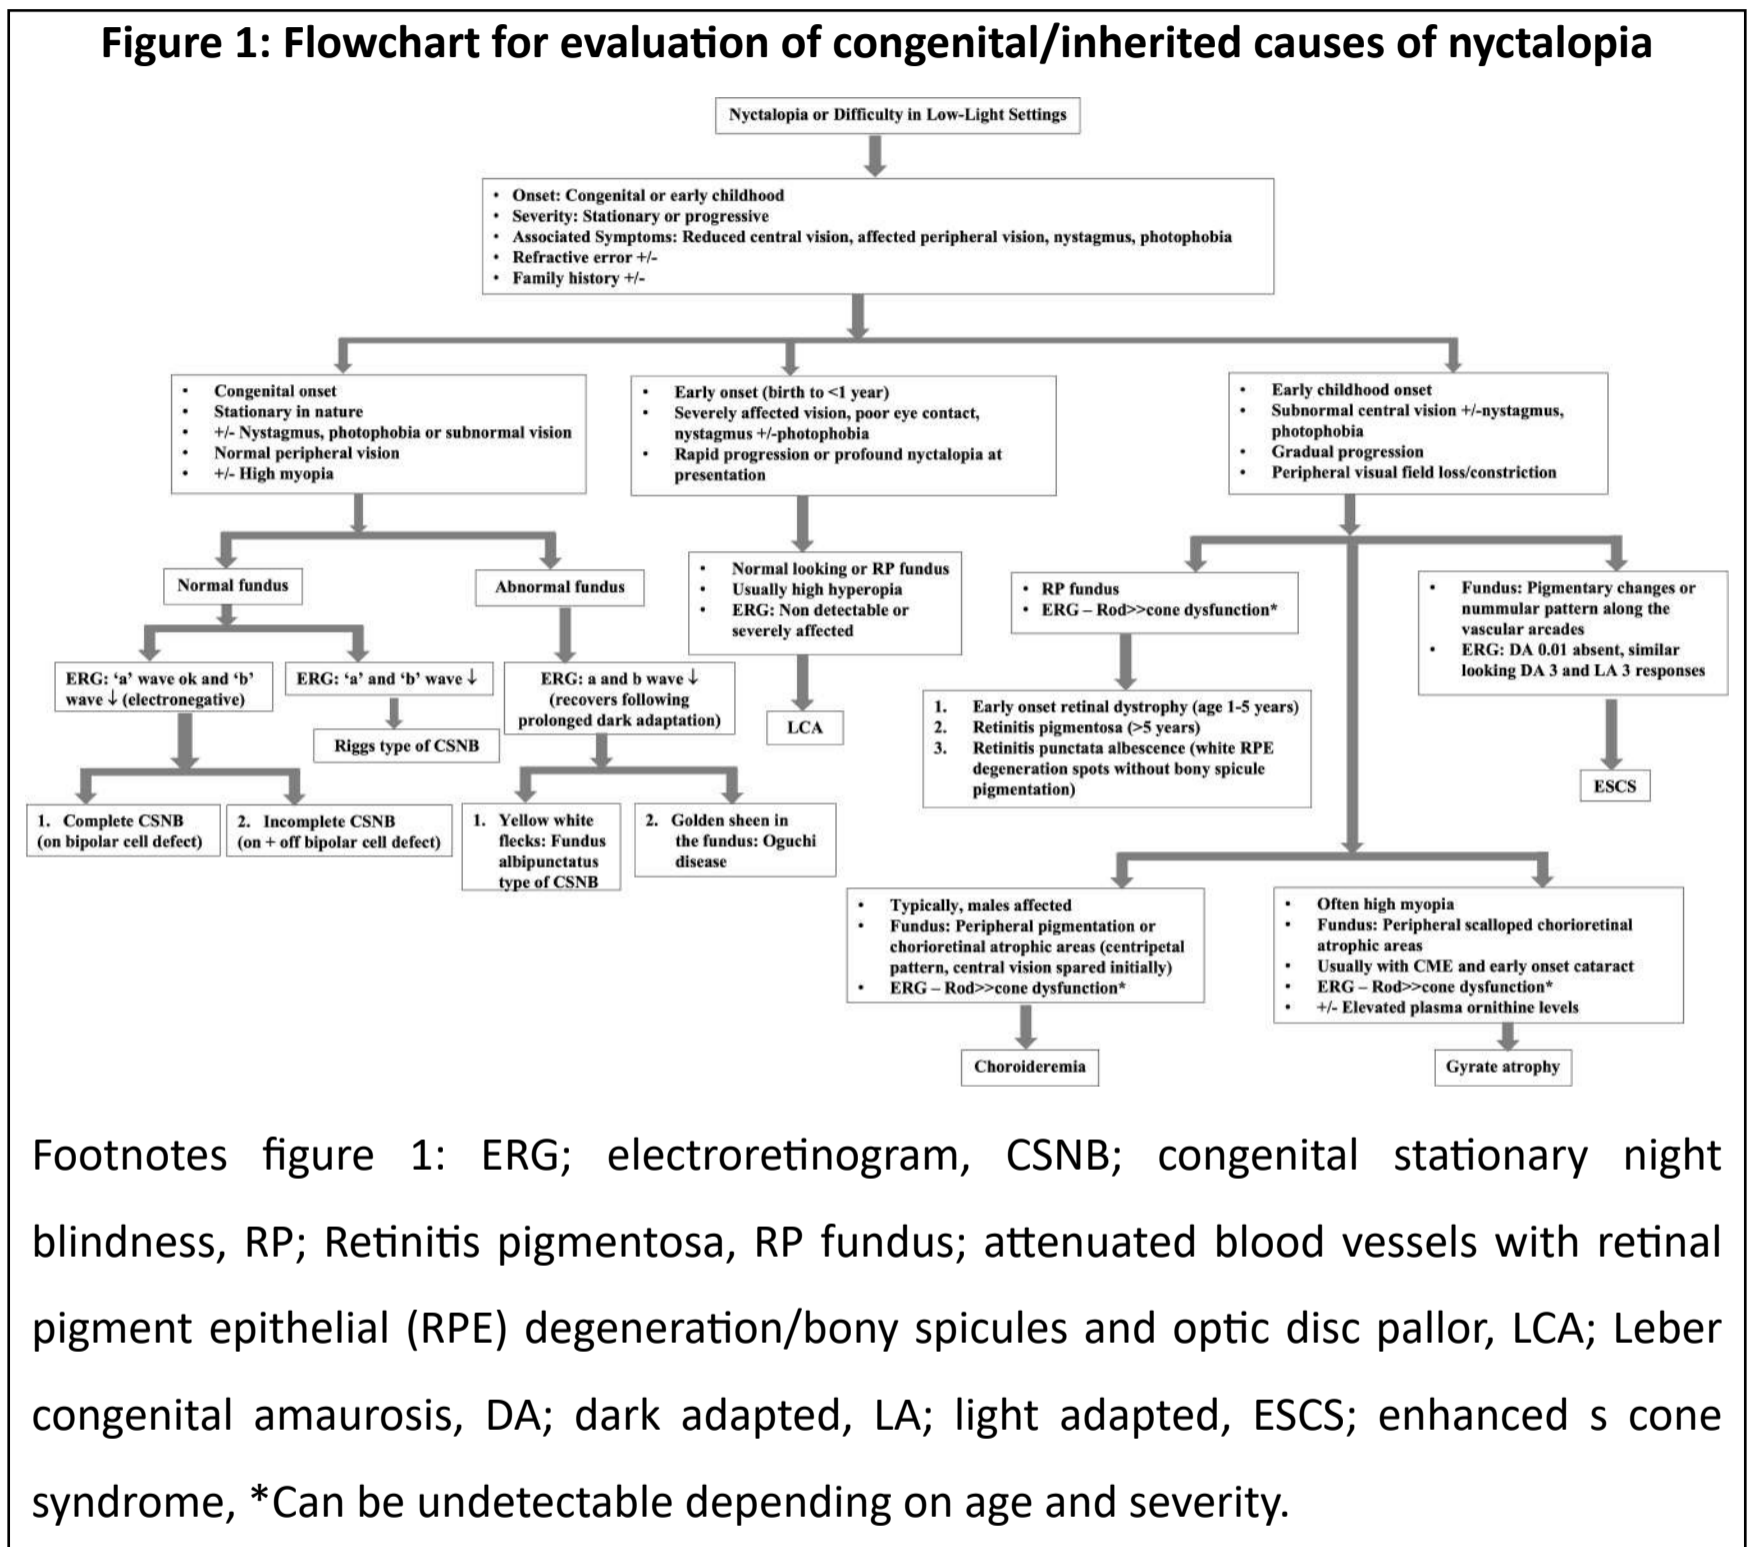 Figure 1: Flowchart for evaluation of congenital/inherited causes of nyctalopia
Nyctalopia or Difficulty in Low-Light Settings
• Onset: Congenital or early childhood
• Severity: Stationary or progressive
• Associated Symptoms: Reduced central vision, affected peripheral vision, nystagmus, photophobia
• Refractive error +/-
• Family history +/-
• Congenital onset
• Stationary in nature
• +/- Nystagmus, photophobia or subnormal vision
• Normal peripheral vision
• +/- High myopia
• Early onset (birth to <1 year)
• Severely affected vision, poor eye contact,
nystagmus +/-photophobia
• Rapid progression or profound nyctalopia at
presentation
• Early childhood onset
• Subnormal central vision +/-nystagmus,
photophobia
• Gradual progression
• Peripheral visual field loss/constriction
Normal fundus
Abnormal fundus
• Normal looking or RP fundus
• Usually high hyperopia
• ERG: Non detectable or
severely affected
• RP fundus
• ERG – Rod>>cone dysfunction*
• Fundus: Pigmentary changes or
nummular pattern along the
vascular arcades
• ERG: DA 0.01 absent, similar
looking DA 3 and LA 3 responses
ERG: ‘a’ wave ok and ‘b’
wave ↓ (electronegative)
ERG: ‘a’ and ‘b’ wave ↓
ERG: a and b wave ↓
(recovers following
prolonged dark adaptation)
LCA
1. Early onset retinal dystrophy (age 1-5 years)
2. Retinitis pigmentosa (>5 years)
3. Retinitis punctata albescence (white RPE
degeneration spots without bony spicule
pigmentation)
Riggs type of CSNB
ESCS
1. Complete CSNB
(on bipolar cell defect)
2. Incomplete CSNB
(on + off bipolar cell defect)
1. Yellow white
flecks: Fundus
albipunctatus
type of CSNB
2. Golden sheen in
the fundus: Oguchi
disease
• Typically, males affected
• Fundus: Peripheral pigmentation or
chorioretinal atrophic areas (centripetal
pattern, central vision spared initially)
• ERG – Rod>>cone dysfunction*
• Often high myopia
• Fundus: Peripheral scalloped chorioretinal
atrophic areas
• Usually with CME and early onset cataract
• ERG – Rod>>cone dysfunction*
• +/- Elevated plasma ornithine levels
Choroideremia
Gyrate atrophy
Footnotes figure 1: ERG; electroretinogram, CSNB; congenital stationary night
blindness, RP; Retinitis pigmentosa, RP fundus; attenuated blood vessels with retinal
pigment epithelial (RPE) degeneration/bony spicules and optic disc pallor, LCA; Leber
congenital amaurosis, DA; dark adapted, LA; light adapted, ESCS; enhanced s cone
syndrome, *Can be undetectable depending on age and severity.